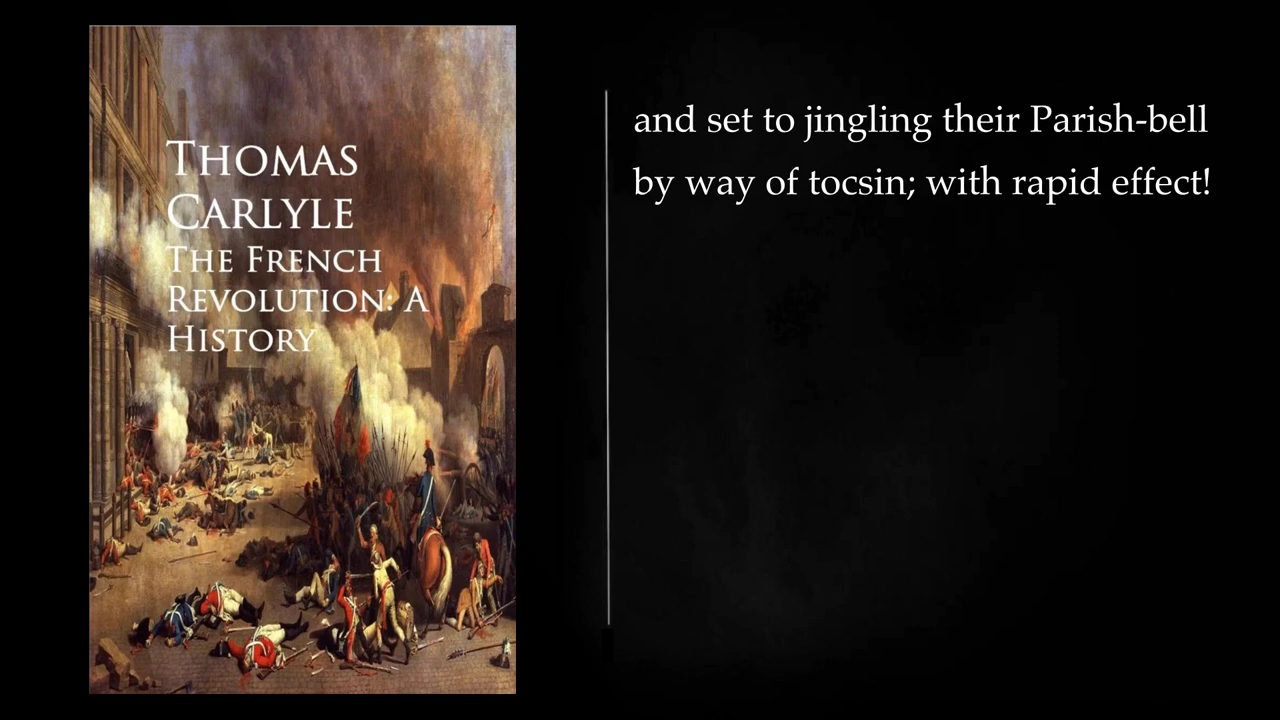 THOMAS
CARLYLE
THE FRENCH
REVOLUTION: A
HISTORY
and set to jingling their Parish-bell
by way of tocsin; with rapid effect!